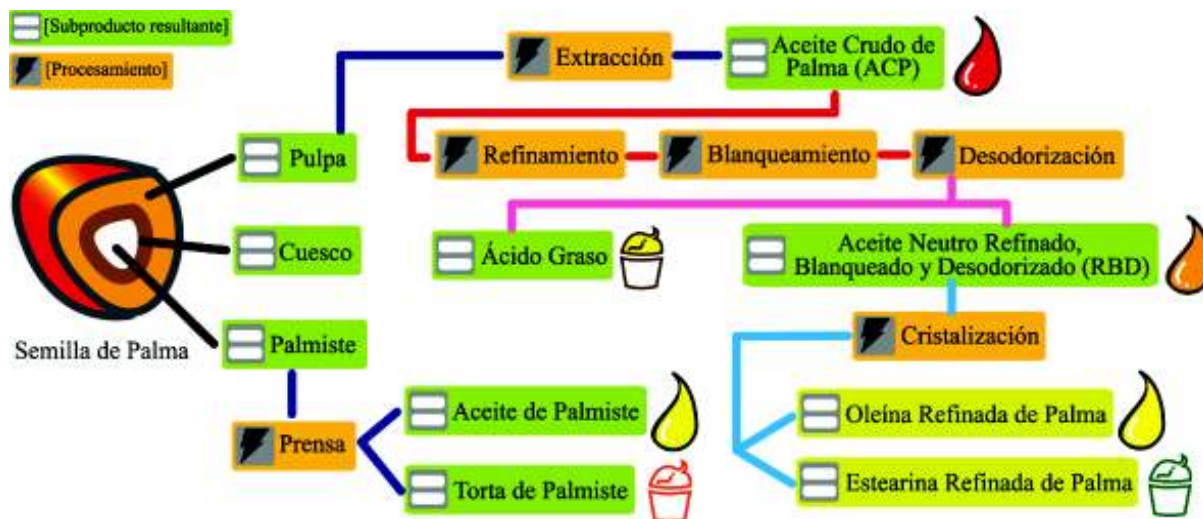 [Subproducto resultante]
[Procesamiento]
Extracción
Aceite Crudo de
Palma (ACP)
Pulpa
Refinamiento
Blanqueamiento
Desodorización
Cuesco
Ácido Graso
Aceite Neutro Refinado,
Blanqueado y Desodorizado (RBD)
Semilla de Palma
Palmiste
Cristalización
Prensa
Aceite de Palmiste
Torta de Palmiste
Oleína Refinada de Palma
Estearina Refinada de Palma